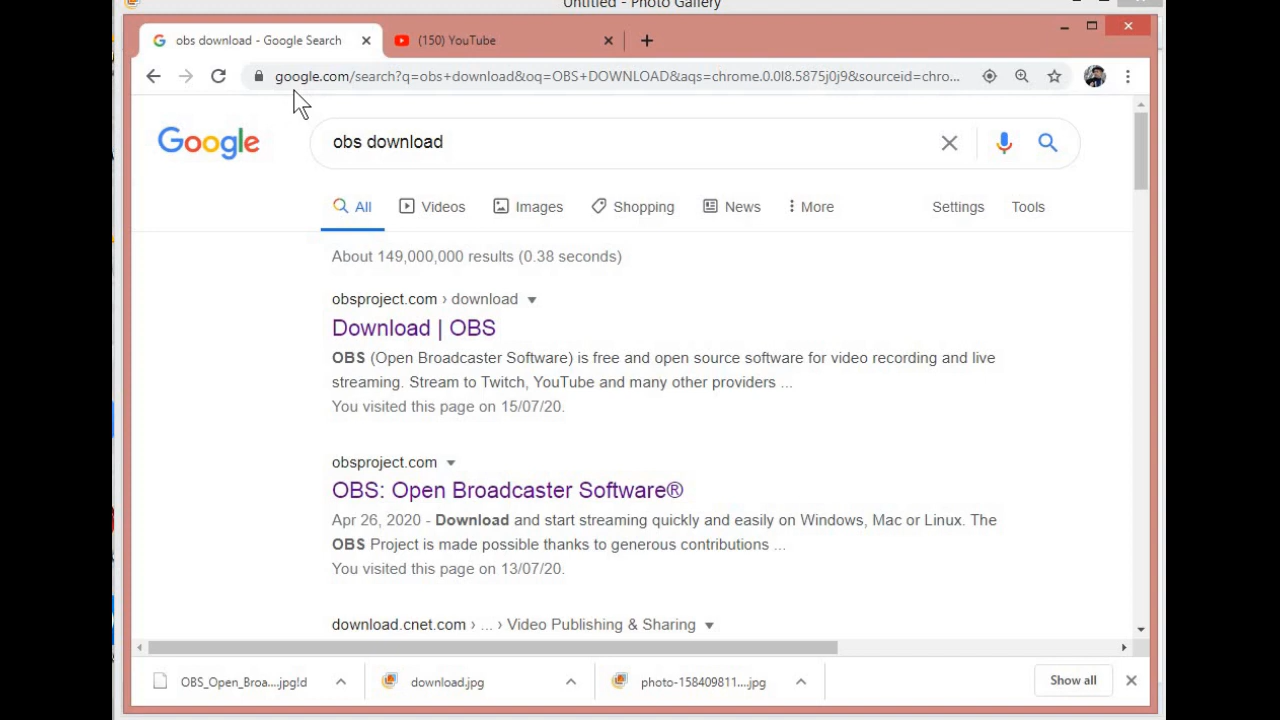 Untitled - Photo Gallery
obs download - Google Search
(150) YouTube
google.com/search?q=obs+download&oq=OBS+DOWNLOAD&aqs=chrome.0.0l8.5875j0j9&sourceid=chro...
Google
obs download
All
Videos
Images
Shopping
News
More
Settings
Tools
About 149,000,000 results (0.38 seconds)
obsproject.com › download
Download | OBS
OBS (Open Broadcaster Software) is free and open source software for video recording and live
streaming. Stream to Twitch, YouTube and many other providers ...
You visited this page on 15/07/20.
obsproject.com
OBS: Open Broadcaster Software®
Apr 26, 2020 - Download and start streaming quickly and easily on Windows, Mac or Linux. The
OBS Project is made possible thanks to generous contributions ...
You visited this page on 13/07/20.
download.cnet.com › ... › Video Publishing & Sharing
OBS_Open_Broa....jpg!d
download.jpg
photo-158409811....jpg
Show all